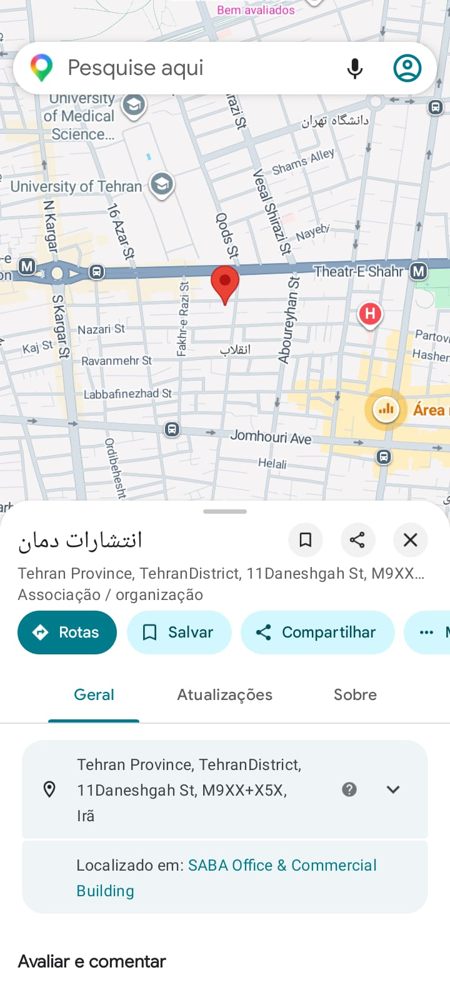 Bem avaliados
Pesquise aqui
University
of Medical
Science...
razi St
دانشگاه تهران
Shams Alley
University of Tehran
Vesal Shirazi St
N Kargar
16 Azar St
Qods St
Nayebi
M
Theatr-E Shahr
M
S Kargar St
Fakhr-e Razi St
Aboureyhan St
H
Nazari St
Kaj St
انقلاب
Partovi
Hasher
Ravanmehr St
Labbafinezhad St
Área
Jomhouri Ave
Ordibehesht
Helali
انتشارات دمان
Tehran Province, TehranDistrict, 11Daneshgah St, M9XX...
Associação / organização
Rotas
Salvar
Compartilhar
Geral
Atualizações
Sobre
Tehran Province, TehranDistrict,
11Daneshgah St, M9XX+X5X,
Irã
Localizado em: SABA Office & Commercial
Building
Avaliar e comentar